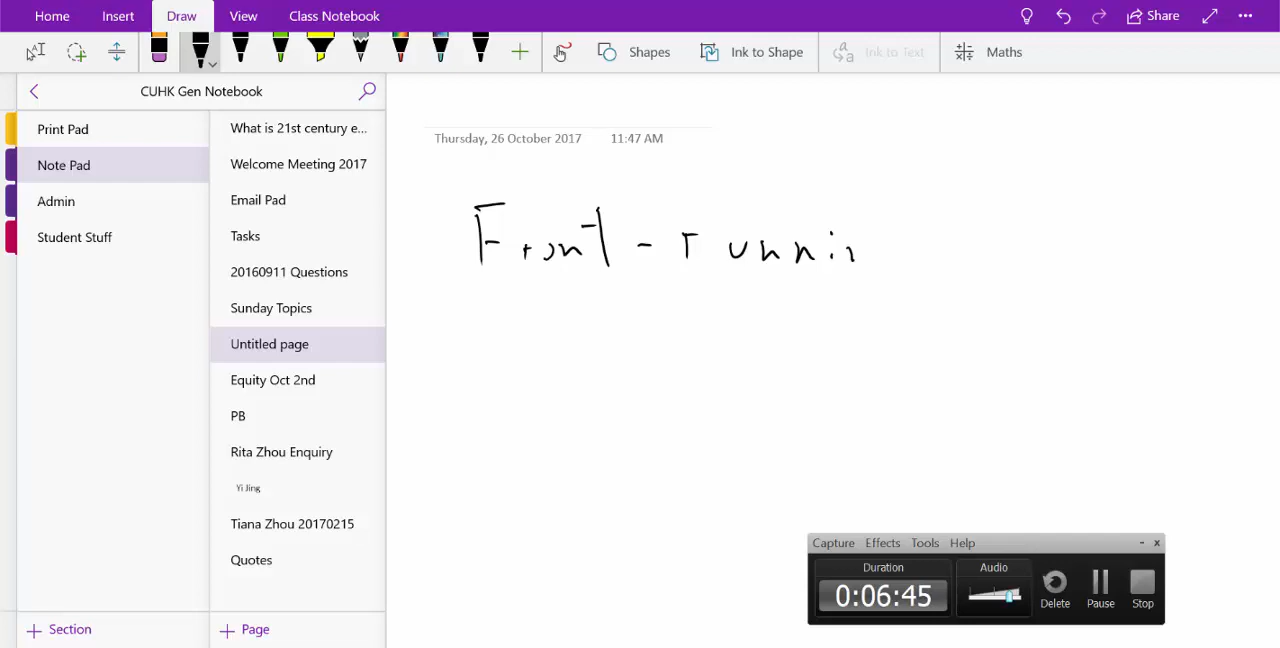 Home Insert Draw View Class Notebook Share
Shapes Ink to Shape Ink to Text Maths
CUHK Gen Notebook
Print Pad
Note Pad
Admin
Student Stuff
What is 21st century e...
Welcome Meeting 2017
Email Pad
Tasks
20160911 Questions
Sunday Topics
Untitled page
Equity Oct 2nd
PB
Rita Zhou Enquiry
Yi Jing
Tiana Zhou 20170215
Quotes
+ Section
+ Page
Thursday, 26 October 2017 11:47 AM
Front - runnin
Capture Effects Tools Help - x
Duration Audio
0:06:45
Delete Pause Stop